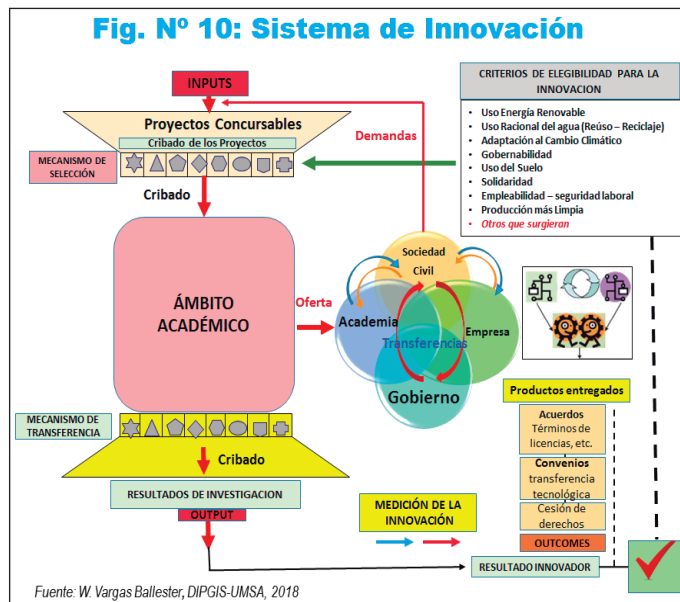 Fig. Nº 10: Sistema de Innovación
INPUTS
Proyectos Concursables
Cribado de los Proyectos
MECANISMO DE
SELECCIÓN
Cribado
Demandas
CRITERIOS DE ELEGIBILIDAD PARA LA
INNOVACION
• Uso Energía Renovable
• Uso Racional del agua (Reúso – Reciclaje)
• Adaptación al Cambio Climático
• Gobernabilidad
• Uso del Suelo
• Solidaridad
• Empleabilidad – seguridad laboral
• Producción más Limpia
• Otros que surgieran
ÁMBITO
ACADÉMICO
Oferta
Sociedad
Civil
Academia
Empresa
Transferencias
Gobierno
MECANISMO DE
TRANSFERENCIA
Cribado
RESULTADOS DE INVESTIGACION
OUTPUT
MEDICIÓN DE LA
INNOVACIÓN
Productos entregados
Acuerdos
Términos de
licencias, etc.
Convenios
transferencia
tecnológica
Cesión de
derechos
OUTCOMES
RESULTADO INNOVADOR
Fuente: W. Vargas Ballester, DIPGIS-UMSA, 2018